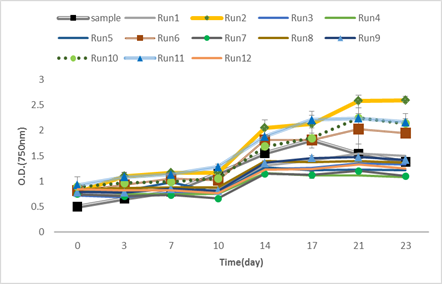 sample Run1 Run2 Run3 Run4
Run5 Run6 Run7 Run8 Run9
Run10 Run11 Run12
3
2.5
2
1.5
1
0.5
0
O.D.(750nm)
0 3 7 10 14 17 21 23
Time(day)